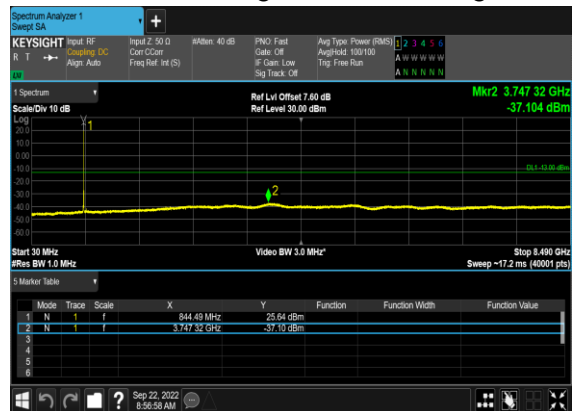 Spectrum Analyzer 1
Swept SA
+
KEYSIGHT Input: RF Input Z: 50 Ω #Atten: 40 dB PNO: Fast Avg Type: Power (RMS) 1 2 3 4 5 6
R T Coupling: DC Corr CCorr Gate: Off Avg|Hold: 100/100 A W W W W W
Align: Auto Freq Ref: Int (S) IF Gain: Low Trig: Free Run
Sig Track: Off A N N N N N
LW
1 Spectrum Ref Lvl Offset 7.60 dB Mkr2 3.747 32 GHz
Scale/Div 10 dB Ref Level 30.00 dBm -37.104 dBm
Log
1
20.0
10.0
0.00
-10.0 DL1 -13.00 dBm
-20.0
-30.0 2
-40.0
-50.0
-60.0
Start 30 MHz Video BW 3.0 MHz* Stop 8.490 GHz
#Res BW 1.0 MHz Sweep ~17.2 ms (40001 pts)
5 Marker Table
Mode Trace Scale X Y Function Function Width Function Value
1 N 1 f 844.49 MHz 25.64 dBm
2 N 1 f 3.747 32 GHz -37.10 dBm
3
4
5
6
? Sep 22, 2022
8:56:58 AM